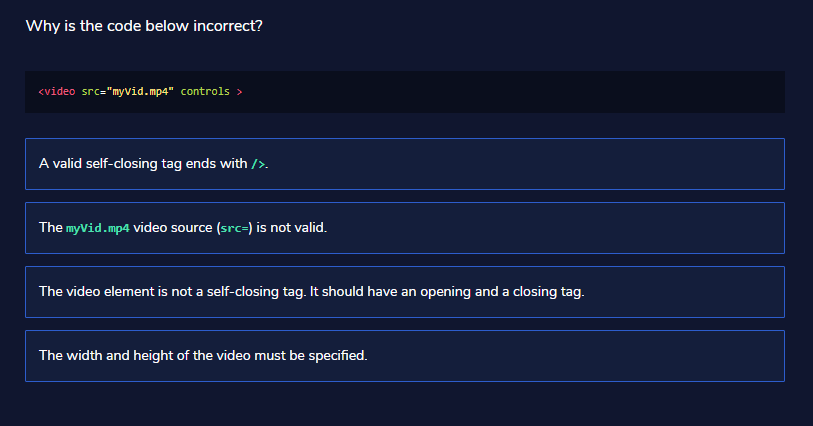 Why is the code below incorrect?
<video src="myVid.mp4" controls >
A valid self-closing tag ends with />.
The myVid.mp4 video source (src=) is not valid.
The video element is not a self-closing tag. It should have an opening and a closing tag.
The width and height of the video must be specified.